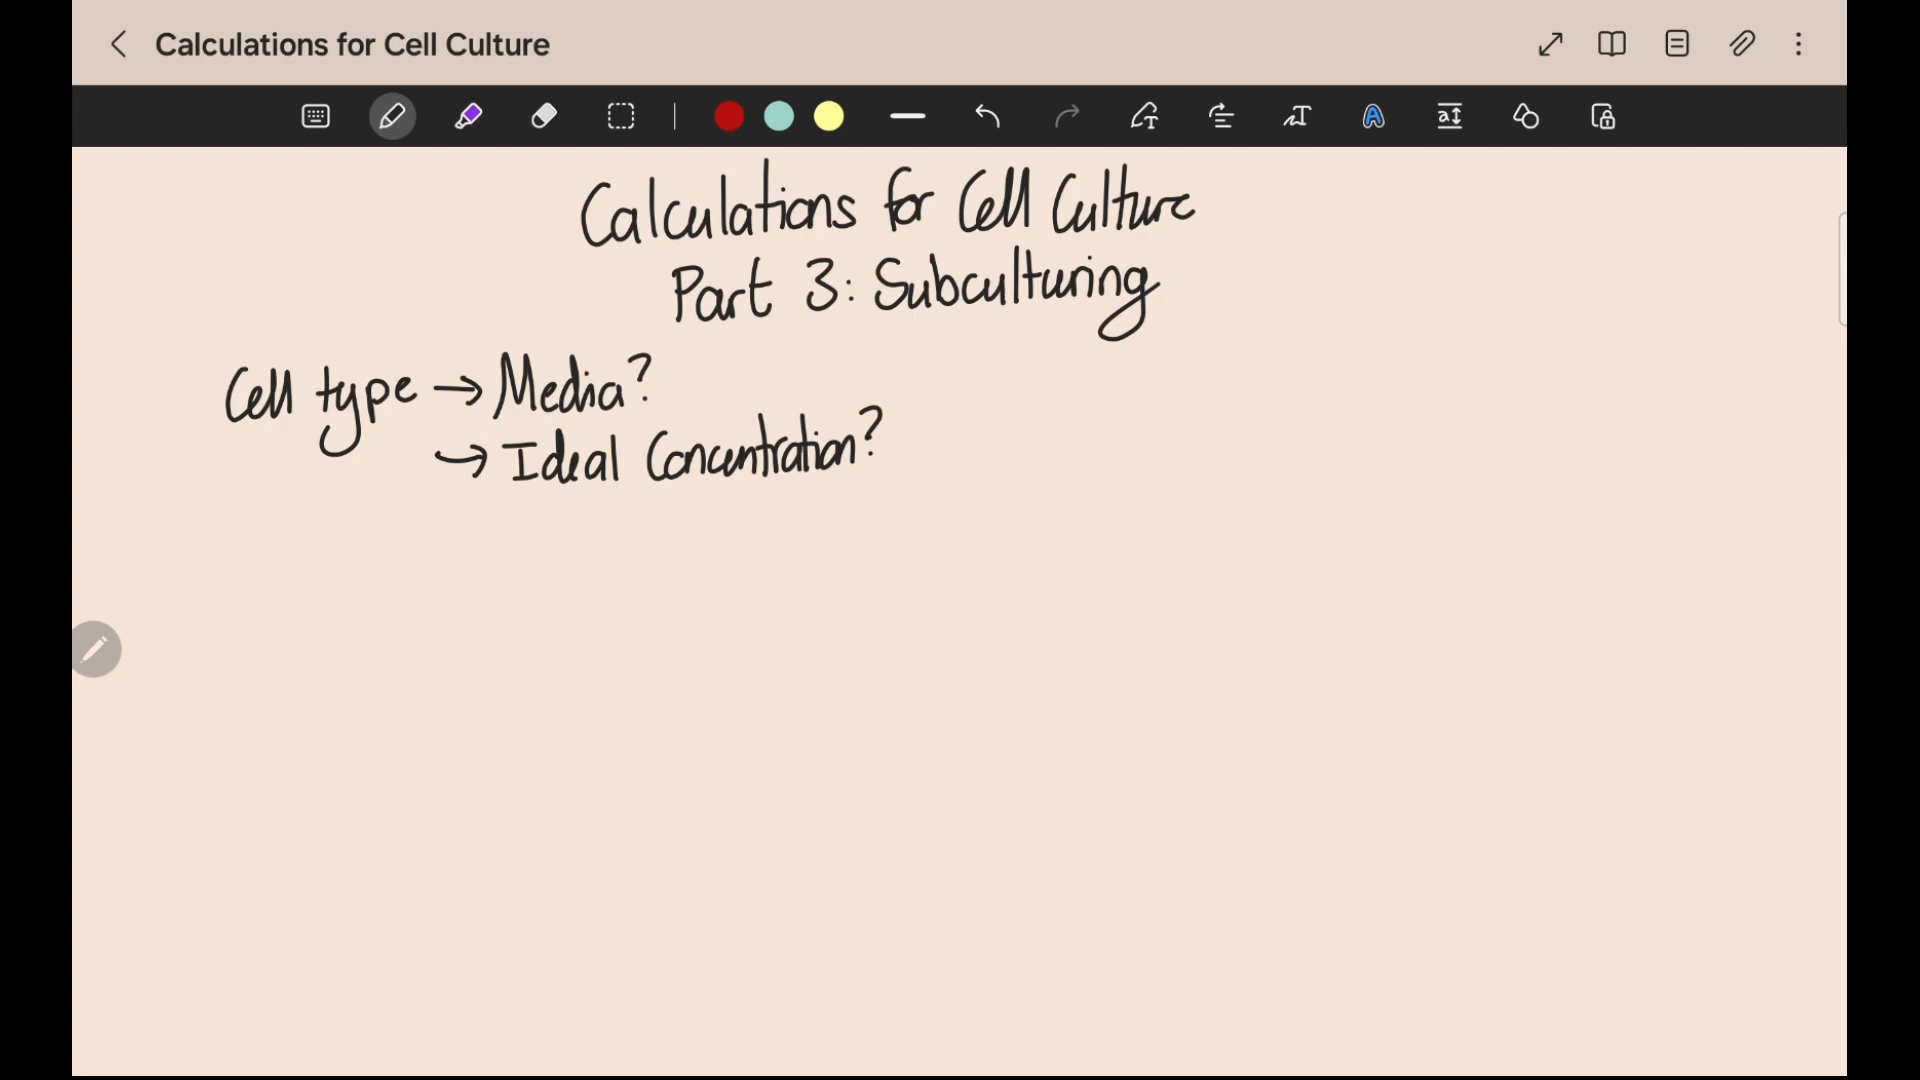 Calculations for Cell Culture
Calculations for Cell Culture
Part 3: Subculturing
Cell type → Media?
↪ Ideal Concentration?